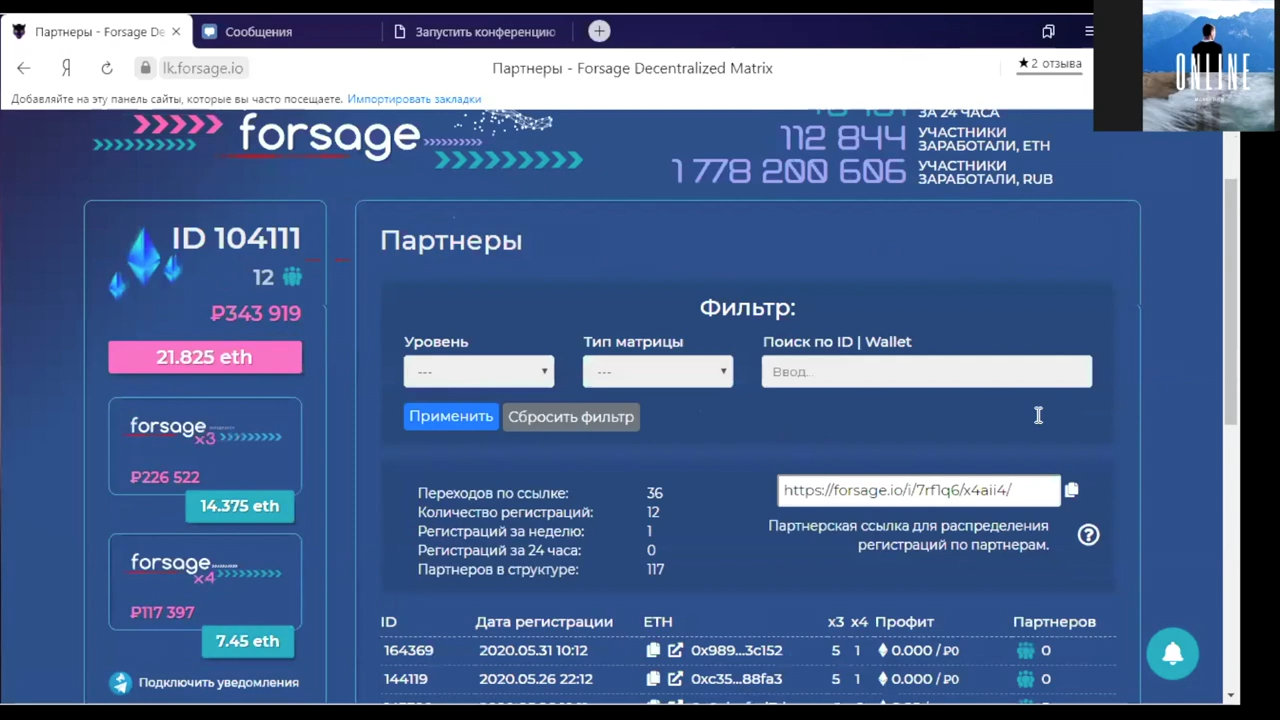 Партнеры - Forsage De
Сообщения
Запустить конференцию
lk.forsage.io
Партнеры - Forsage Decentralized Matrix
★2 отзыва
Добавляйте на эту панель сайты, которые вы часто посещаете. Импортировать закладки
ONLINE
forsage
ЗА 24 ЧАСА
112 844 УЧАСТНИКИ ЗАРАБОТАЛИ, ETH
1 778 200 606 УЧАСТНИКИ ЗАРАБОТАЛИ, RUB
ID 104111
12
₽343 919
21.825 eth
forsage
x3
₽226 522
14.375 eth
forsage
x4
₽117 397
7.45 eth
Подключить уведомления
Партнеры
Фильтр:
Уровень Тип матрицы Поиск по ID | Wallet
--- --- Ввод...
Применить Сбросить фильтр
Переходов по ссылке: 36
Количество регистраций: 12
Регистраций за неделю: 1
Регистраций за 24 часа: 0
Партнеров в структуре: 117
https://forsage.io/i/7rf1q6/x4aii4/
Партнерская ссылка для распределения
регистраций по партнерам.
ID Дата регистрации ETH x3 x4 Профит Партнеров
164369 2020.05.31 10:12 0x989...3c152 5 1 0.000 / ₽0 0
144119 2020.05.26 22:12 0xc35...88fa3 5 1 0.000 / ₽0 0